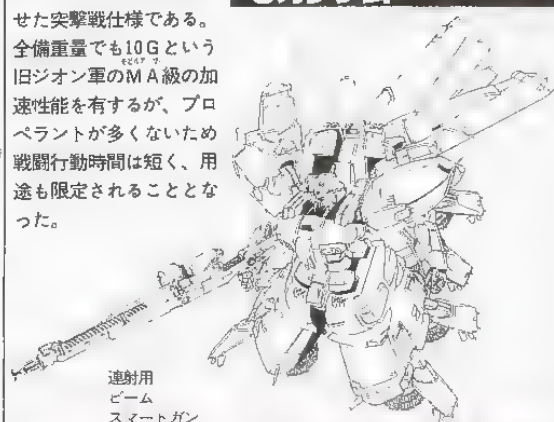 せた突撃戦仕様である。
全備重量でも10Gという
旧ジオン軍のMA級の加
速性能を有するが、プロ
ペラントが多くないため
戦闘行動時間は短く、用
途も限定されることとな
った。
連射用
ビーム
スマートガン